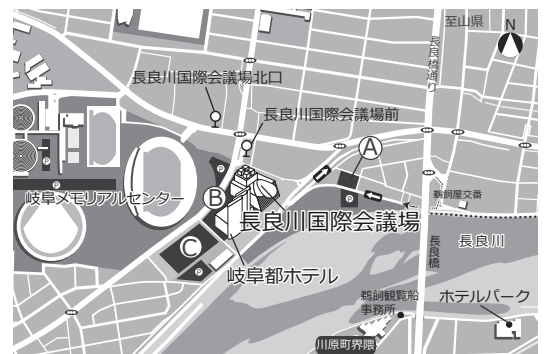 至山県
N
長良橋通り
長良川国際会議場北口
長良川国際会議場前
A
P
P
鵜飼屋交番
岐阜メモリアルセンター
P
B
P
長良川国際会議場
長良橋
長良川
C
P
岐阜都ホテル
鵜飼観覧船
事務所
ホテルパーク
川原町界隈